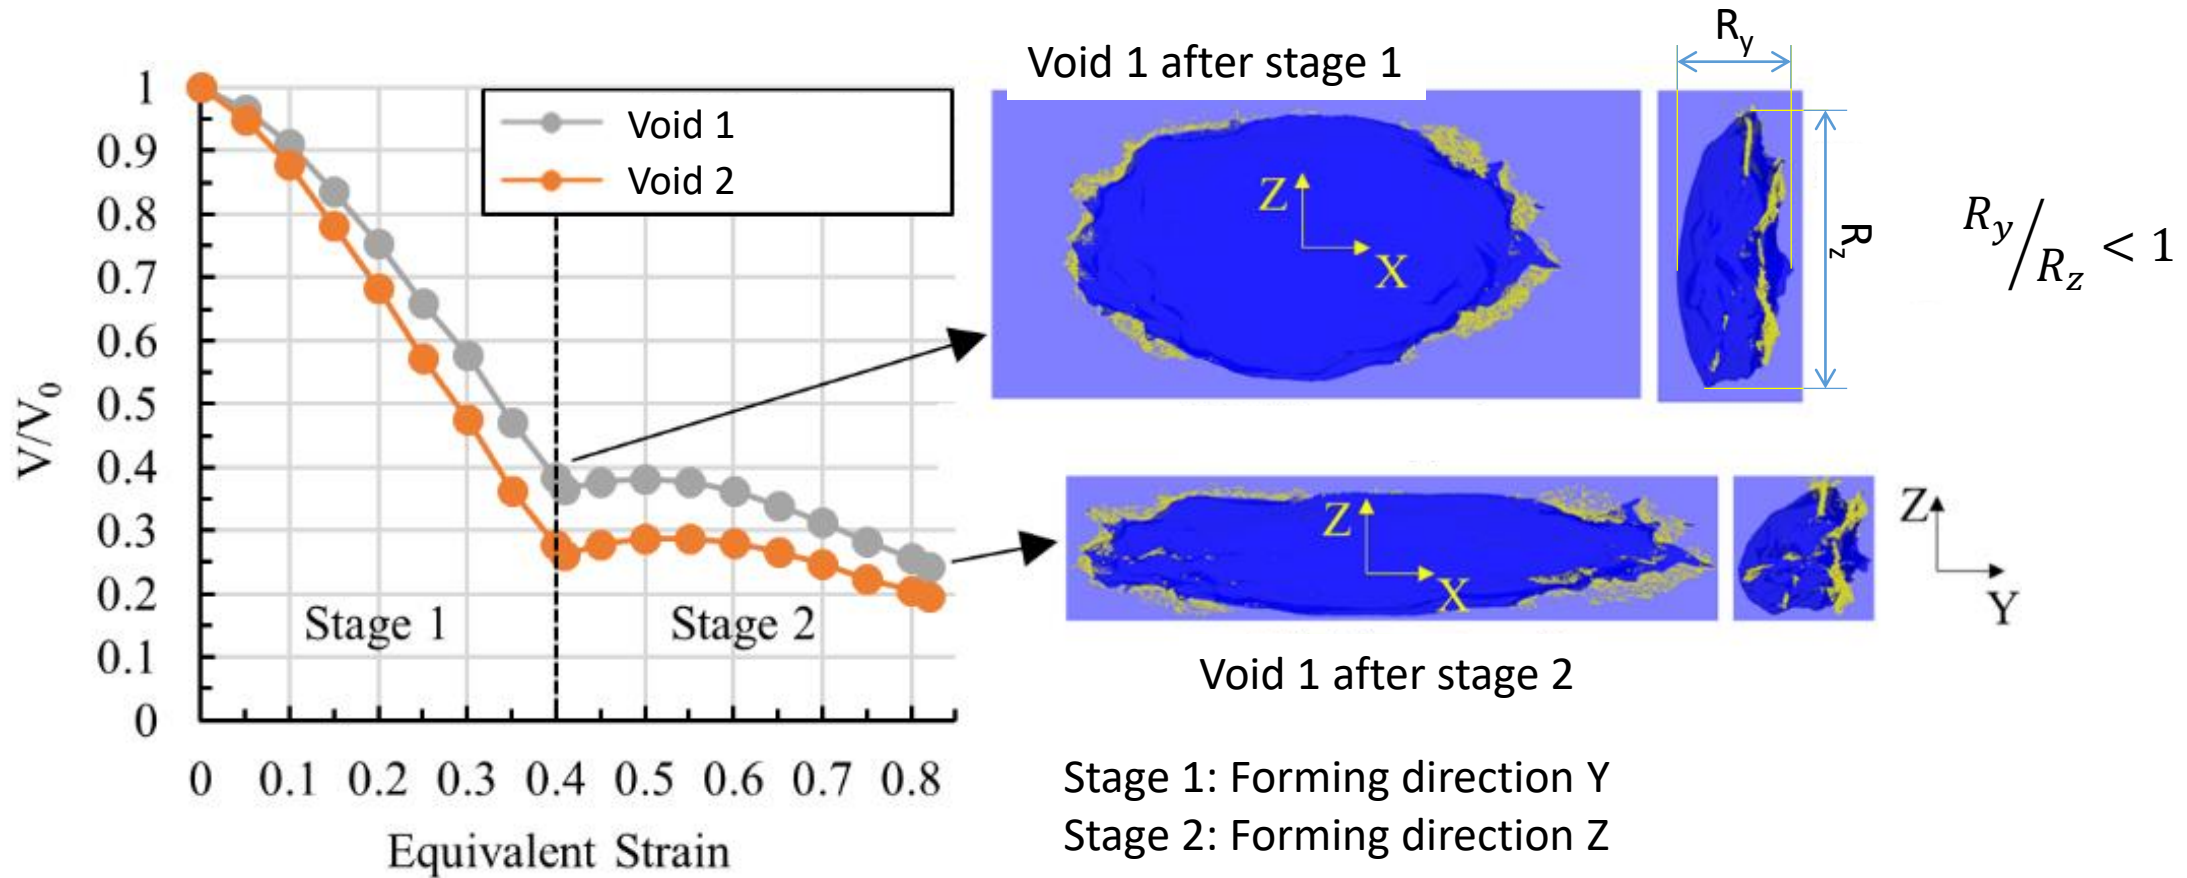 V/V0
1
0.9
0.8
0.7
0.6
0.5
0.4
0.3
0.2
0.1
0
0 0.1 0.2 0.3 0.4 0.5 0.6 0.7 0.8
Equivalent Strain
Void 1
Void 2
Stage 1
Stage 2
Void 1 after stage 1
Z
X
Ry
Rz
Ry/Rz < 1
Z
X
Z
Y
Void 1 after stage 2
Stage 1: Forming direction Y
Stage 2: Forming direction Z